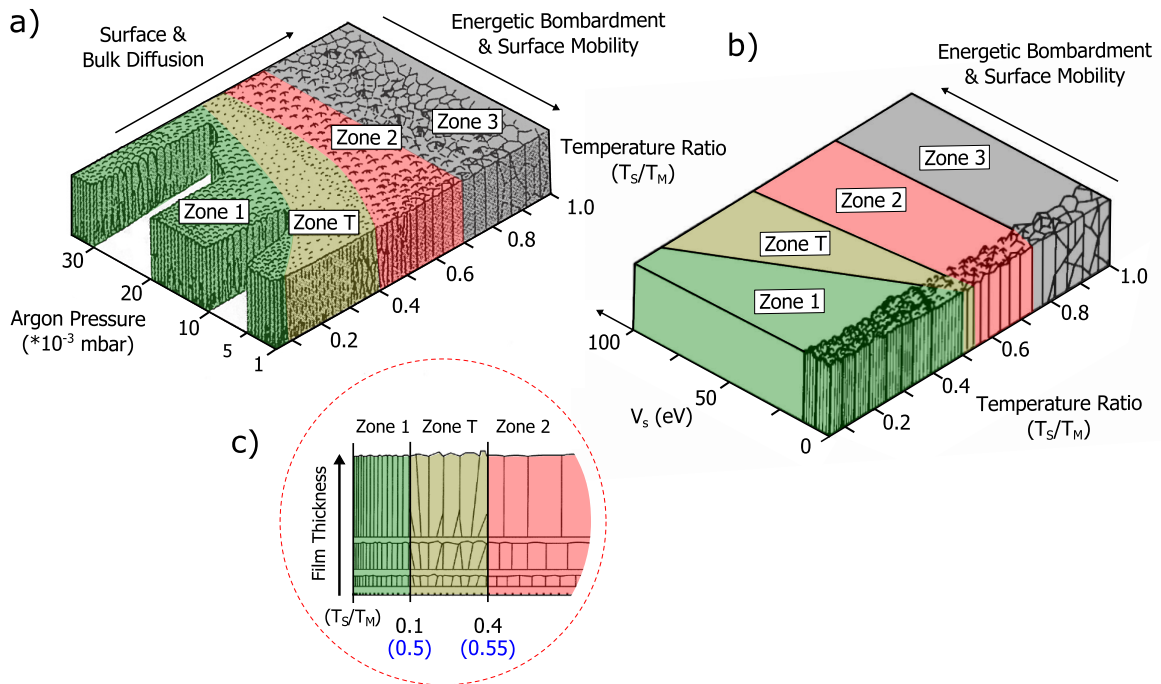 a)
Surface &
Bulk Diffusion
Energetic Bombardment
& Surface Mobility
Zone 3
Zone 2
Zone 1
Zone T
Temperature Ratio
(TS/TM)
1.0
0.8
0.6
0.4
0.2
30
20
10
5
1
Argon Pressure
(*10-3 mbar)
b)
Energetic Bombardment
& Surface Mobility
Zone 3
Zone 2
Zone T
Zone 1
1.0
0.8
0.6
0.4
0.2
100
50
0
Vs (eV)
Temperature Ratio
(TS/TM)
c)
Zone 1 Zone T Zone 2
Film Thickness
(TS/TM)
0.1 0.4
(0.5) (0.55)